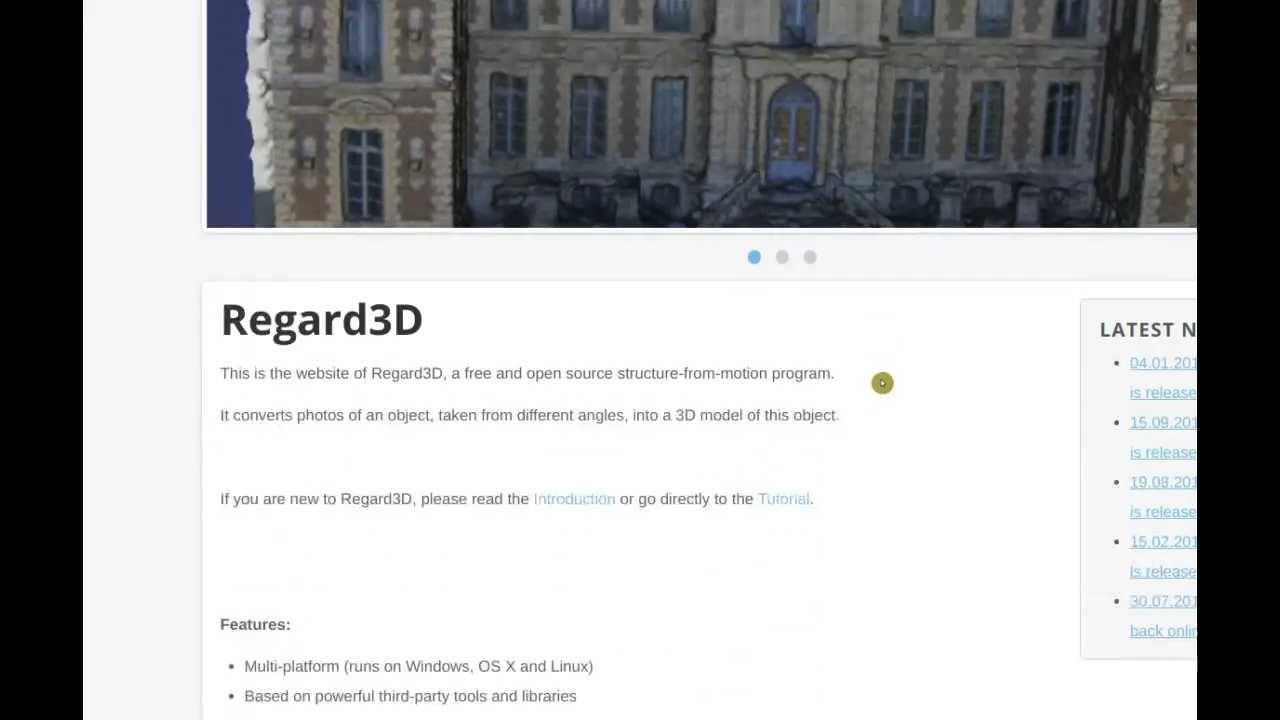 Regard3D
This is the website of Regard3D, a free and open source structure-from-motion program.
It converts photos of an object, taken from different angles, into a 3D model of this object.
If you are new to Regard3D, please read the Introduction or go directly to the Tutorial.
Features:
• Multi-platform (runs on Windows, OS X and Linux)
• Based on powerful third-party tools and libraries
LATEST N
• 04.01.201
is release
• 15.09.201
is release
• 19.08.201
is release
• 15.02.201
is release
• 30.07.201
back onlin